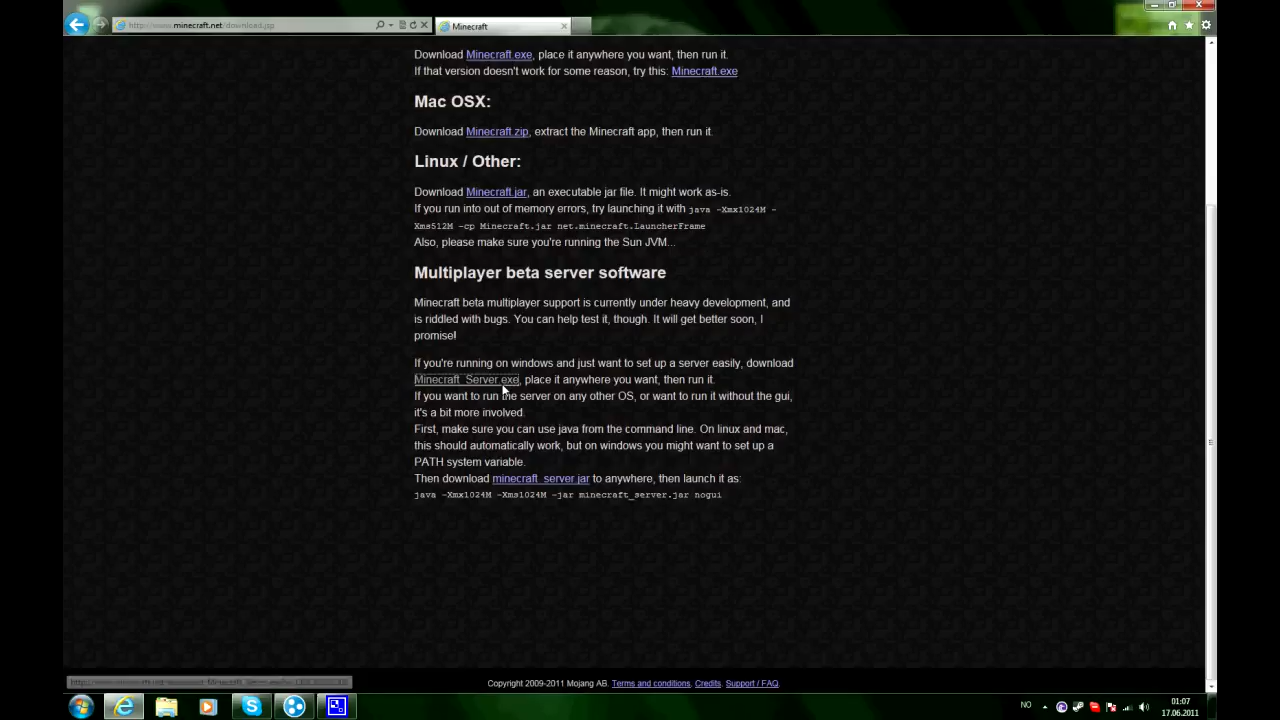 http://www.minecraft.net/download.jsp
Minecraft
Download Minecraft.exe, place it anywhere you want, then run it.
If that version doesn't work for some reason, try this: Minecraft.exe
Mac OSX:
Download Minecraft.zip, extract the Minecraft app, then run it.
Linux / Other:
Download Minecraft.jar, an executable jar file. It might work as-is.
If you run into out of memory errors, try launching it with java -Xmx1024M -
Xms512M -cp Minecraft.jar net.minecraft.LauncherFrame
Also, please make sure you're running the Sun JVM...
Multiplayer beta server software
Minecraft beta multiplayer support is currently under heavy development, and
is riddled with bugs. You can help test it, though. It will get better soon, I
promise!
If you're running on windows and just want to set up a server easily, download
Minecraft_Server.exe, place it anywhere you want, then run it.
If you want to run the server on any other OS, or want to run it without the gui,
it's a bit more involved.
First, make sure you can use java from the command line. On linux and mac,
this should automatically work, but on windows you might want to set up a
PATH system variable.
Then download minecraft_server.jar to anywhere, then launch it as:
java -Xmx1024M -Xms1024M -jar minecraft_server.jar nogui
Copyright 2009-2011 Mojang AB. Terms and conditions. Credits. Support / FAQ.
NO
01:07
17.06.2011